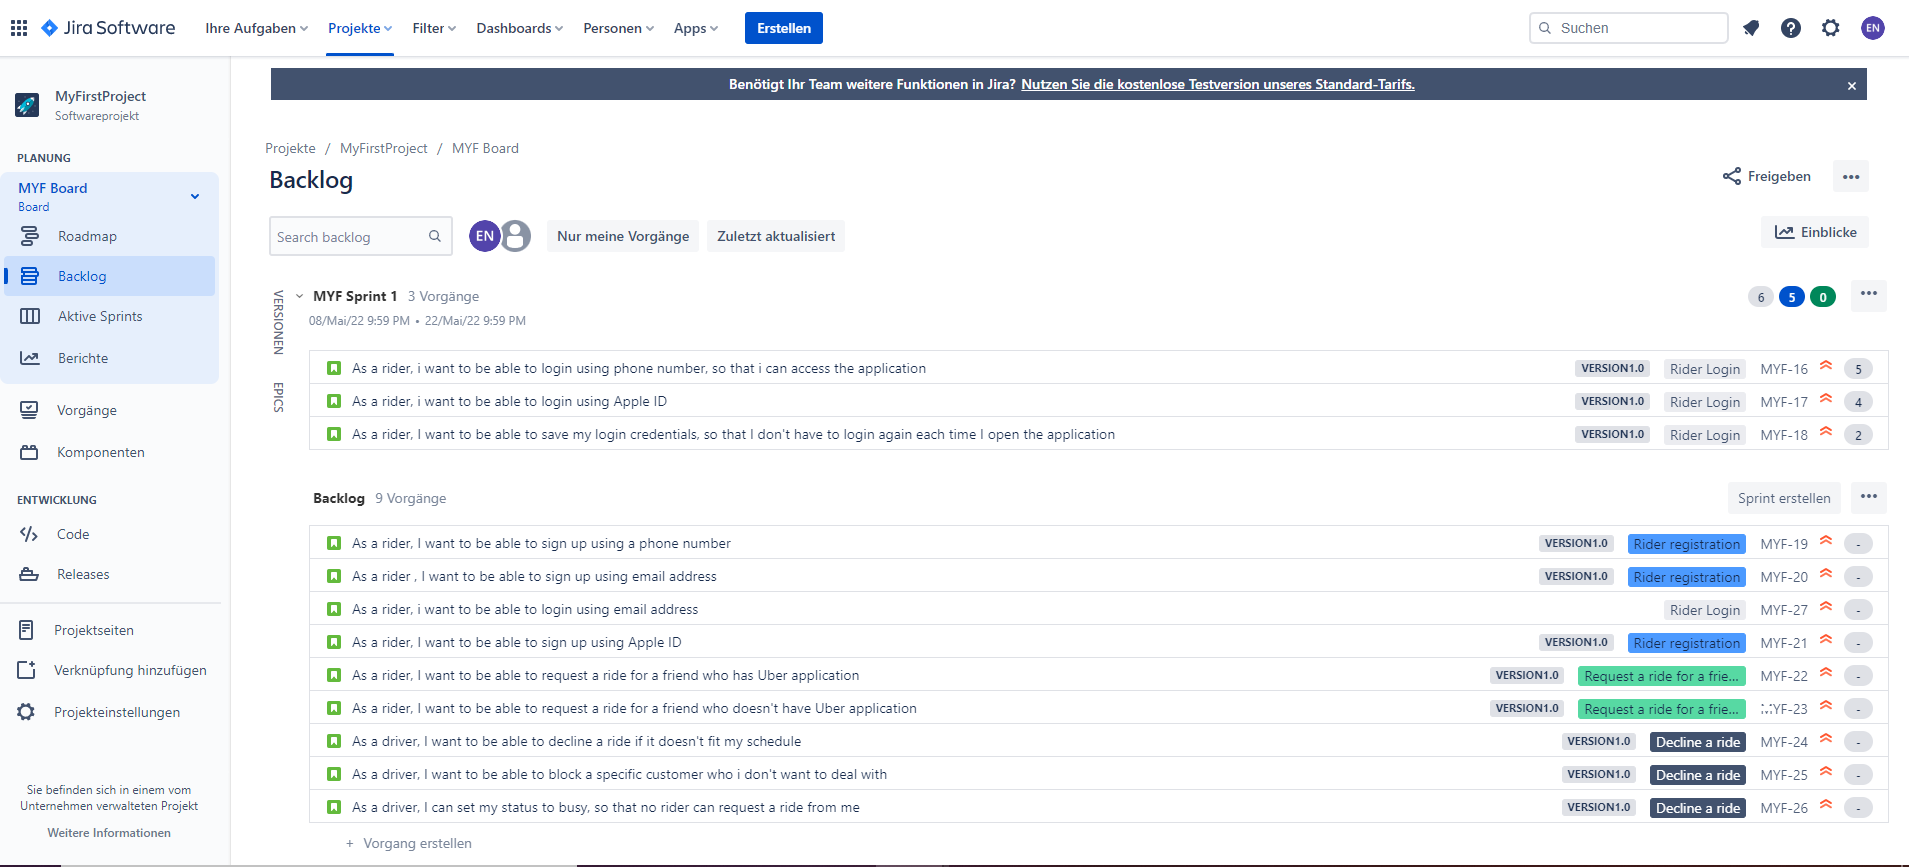 Jira Software Ihre Aufgaben Projekte Filter Dashboards Personen Apps Erstellen Suchen EN
MyFirstProject
Softwareprojekt
PLANUNG
MYF Board
Board
Roadmap
Backlog
Aktive Sprints
Berichte
Vorgänge
Komponenten
ENTWICKLUNG
Code
Releases
Projektseiten
Verknüpfung hinzufügen
Projekteinstellungen
Sie befinden sich in einem vom
Unternehmen verwalteten Projekt
Weitere Informationen
Benötigt Ihr Team weitere Funktionen in Jira? Nutzen Sie die kostenlose Testversion unseres Standard-Tarifs.
Projekte / MyFirstProject / MYF Board
Backlog
Freigeben
Search backlog EN Nur meine Vorgänge Zuletzt aktualisiert Einblicke
VERSIONEN
EPICS
MYF Sprint 1 3 Vorgänge 6 5 0
08/Mai/22 9:59 PM • 22/Mai/22 9:59 PM
As a rider, i want to be able to login using phone number, so that i can access the application VERSION1.0 Rider Login MYF-16 5
As a rider, i want to be able to login using Apple ID VERSION1.0 Rider Login MYF-17 4
As a rider, I want to be able to save my login credentials, so that I don't have to login again each time I open the application VERSION1.0 Rider Login MYF-18 2
Backlog 9 Vorgänge Sprint erstellen
As a rider, I want to be able to sign up using a phone number VERSION1.0 Rider registration MYF-19 -
As a rider , I want to be able to sign up using email address VERSION1.0 Rider registration MYF-20 -
As a rider, i want to be able to login using email address Rider Login MYF-27 -
As a rider, I want to be able to sign up using Apple ID VERSION1.0 Rider registration MYF-21 -
As a rider, I want to be able to request a ride for a friend who has Uber application VERSION1.0 Request a ride for a frie... MYF-22 -
As a rider, I want to be able to request a ride for a friend who doesn't have Uber application VERSION1.0 Request a ride for a frie... MYF-23 -
As a driver, I want to be able to decline a ride if it doesn't fit my schedule VERSION1.0 Decline a ride MYF-24 -
As a driver, I want to be able to block a specific customer who i don't want to deal with VERSION1.0 Decline a ride MYF-25 -
As a driver, I can set my status to busy, so that no rider can request a ride from me VERSION1.0 Decline a ride MYF-26 -
+ Vorgang erstellen